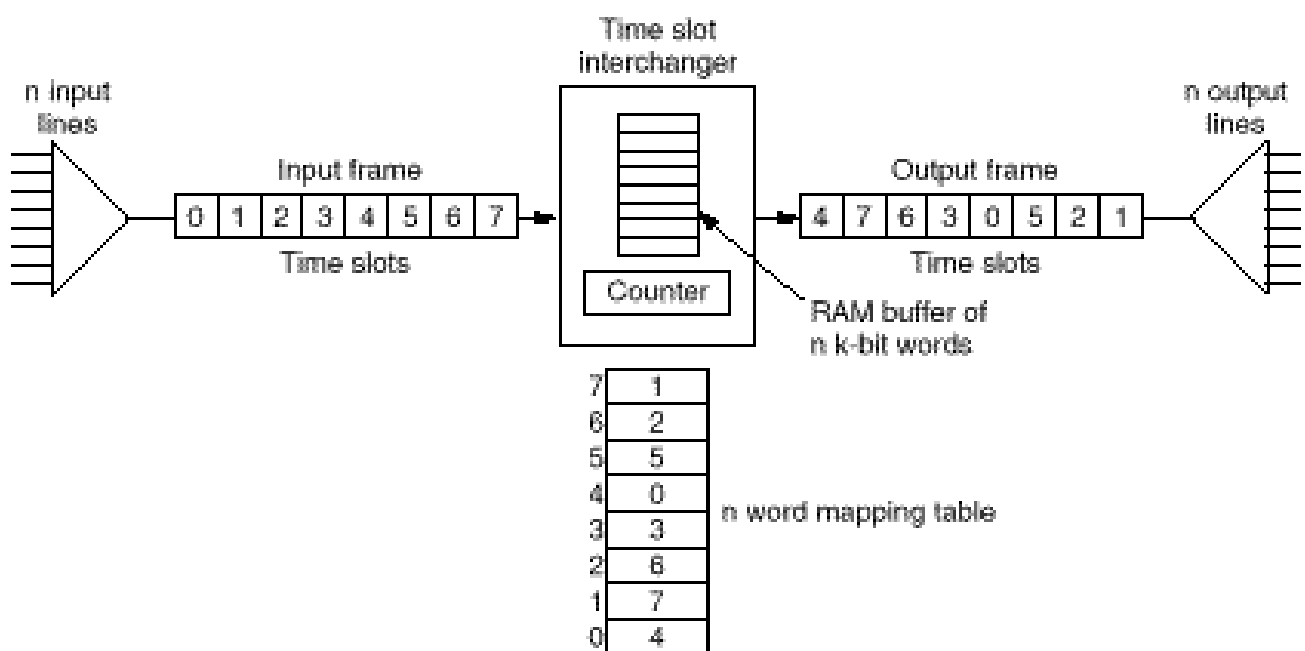 Time slot
interchanger
n input
lines
n output
lines
Input frame
Output frame
0 1 2 3 4 5 6 7
4 7 6 3 0 5 2 1
Time slots
Time slots
Counter
RAM buffer of
n k-bit words
7 1
6 2
5 5
4 0
3 3
2 6
1 7
0 4
n word mapping table